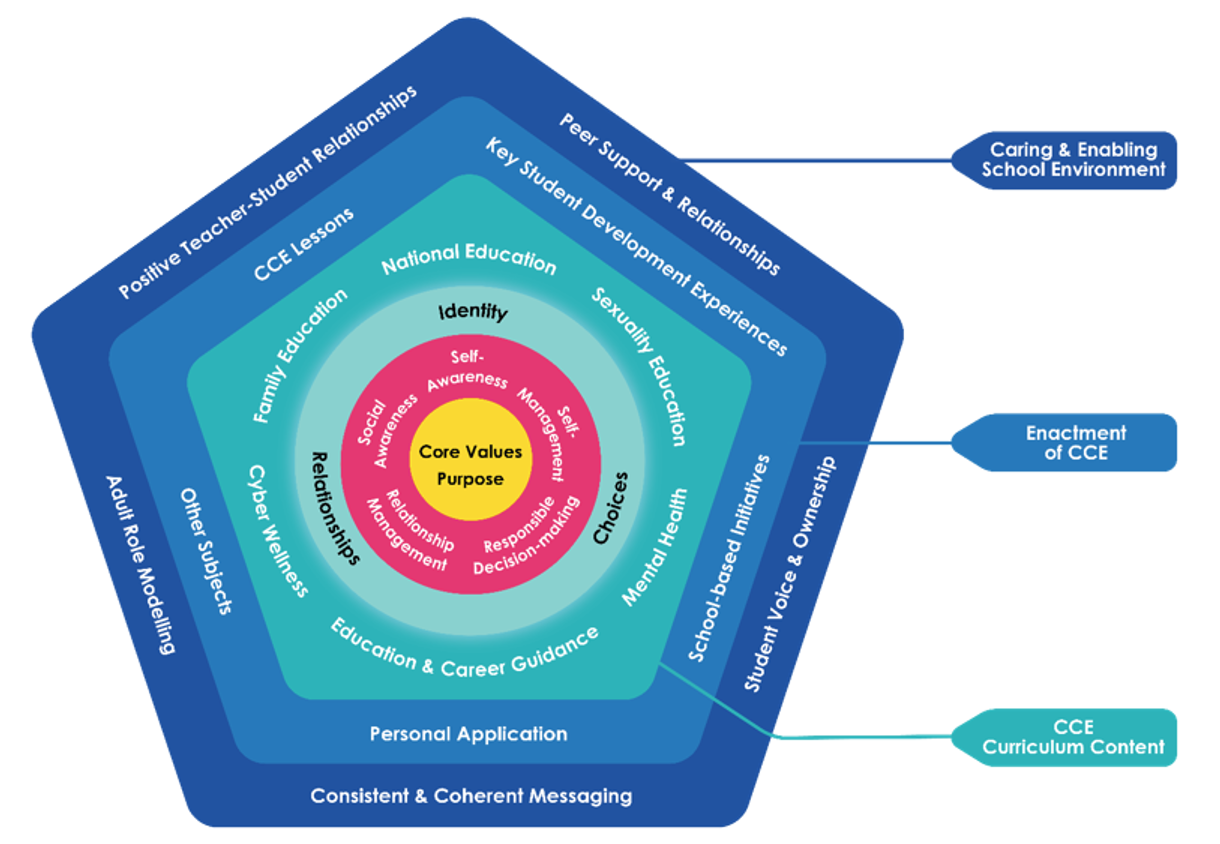 Positive Teacher-Student Relationships
Peer Support & Relationships
Student Voice & Ownership
Consistent & Coherent Messaging
Adult Role Modelling
CCE Lessons
Key Student Development Experiences
School-based Initiatives
Personal Application
Other Subjects
National Education
Sexuality Education
Mental Health
Education & Career Guidance
Cyber Wellness
Family Education
Identity
Choices
Relationships
Self-
Awareness
Self-
Management
Responsible
Decision-making
Relationship
Management
Social
Awareness
Core Values
Purpose
Caring & Enabling
School Environment
Enactment
of CCE
CCE
Curriculum Content